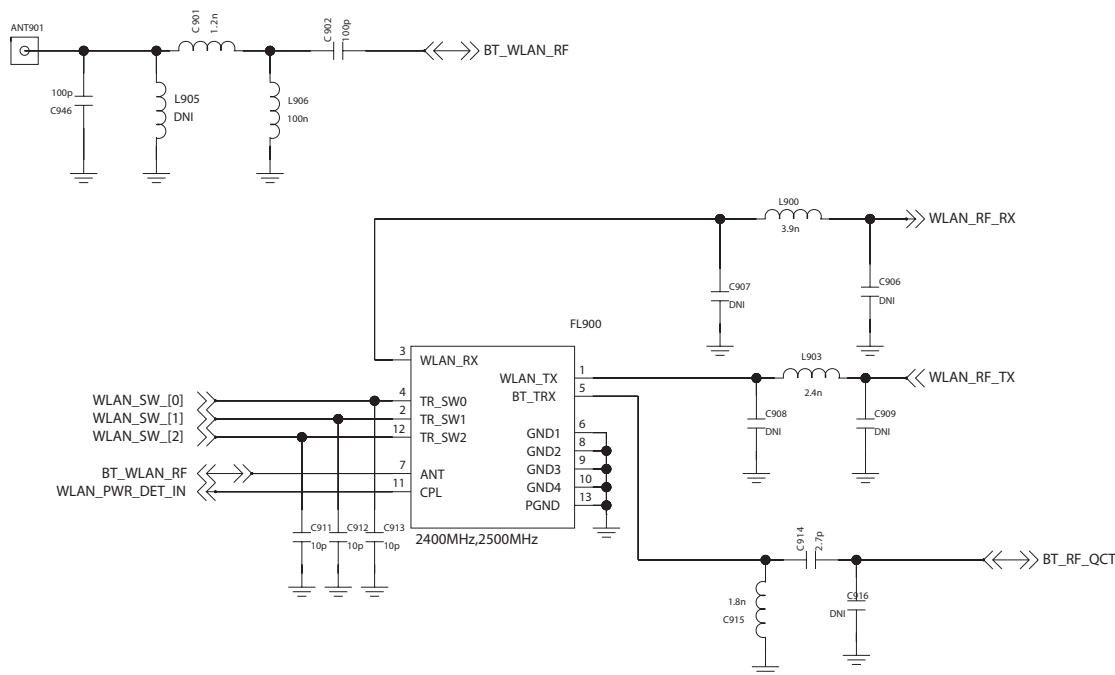 ANT901
C901
1.2n
C902
100p
BT_WLAN_RF
100p
C946
L905
DNI
L906
100n
L900
3.9n
WLAN_RF_RX
C907
DNI
C906
DNI
FL900
3
WLAN_RX
WLAN_TX
1
BT_TRX
5
L903
2.4n
WLAN_RF_TX
C908
DNI
C909
DNI
WLAN_SW_[0]
4
TR_SW0
WLAN_SW_[1]
2
TR_SW1
WLAN_SW_[2]
12
TR_SW2
GND1
6
GND2
8
GND3
9
GND4
10
PGND
13
BT_WLAN_RF
7
ANT
WLAN_PWR_DET_IN
11
CPL
C911
10p
C912
10p
C913
10p
2400MHz,2500MHz
C914
2.7p
BT_RF_QCT
1.8n
C915
C916
DNI